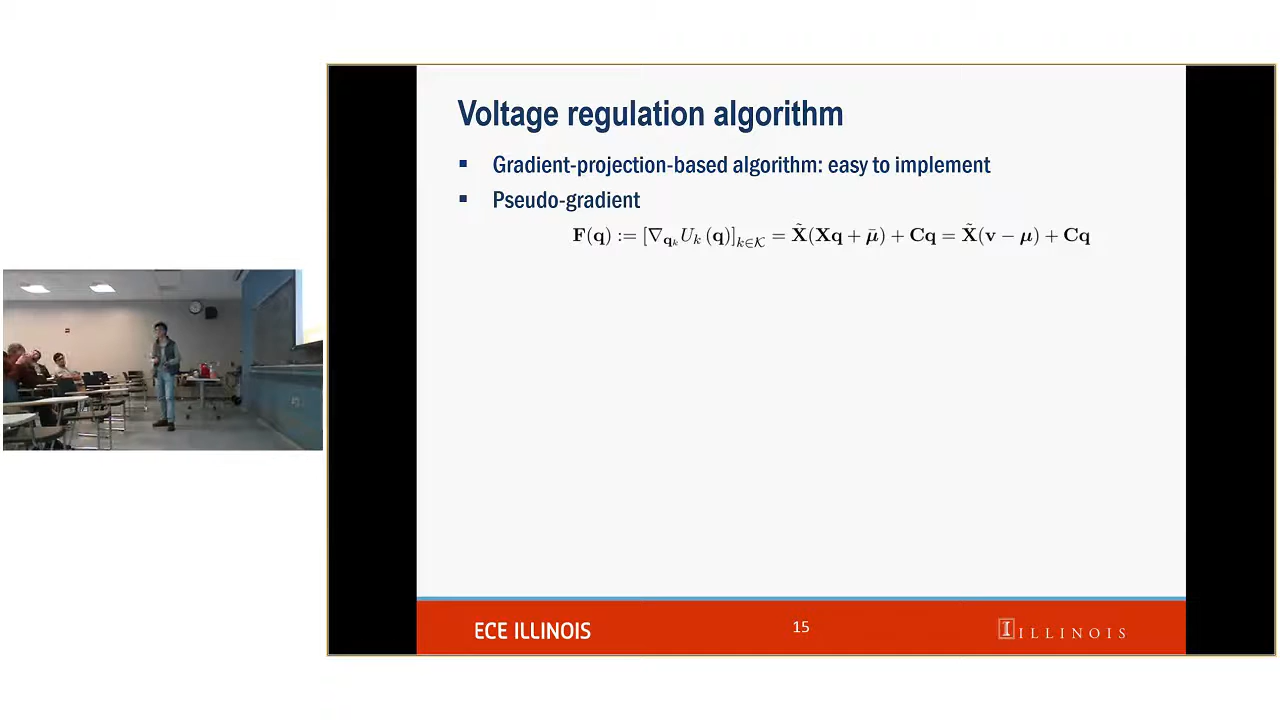 Voltage regulation algorithm
▪ Gradient-projection-based algorithm: easy to implement
▪ Pseudo-gradient
F(q) := [∇_{q_k} U_k (q)]_{k∈𝒦} = X̃(Xq + μ̄) + Cq = X̃(v − μ) + Cq
ECE ILLINOIS
15
I ILLINOIS